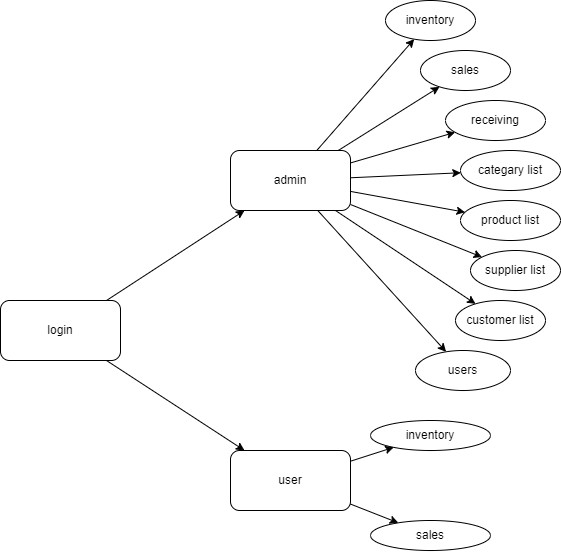 inventory
sales
receiving
categary list
admin
product list
supplier list
customer list
login
users
inventory
user
sales